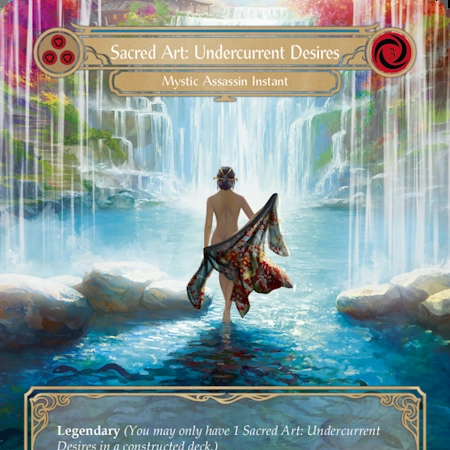 Sacred Art: Undercurrent Desires
Mystic Assassin Instant
Legendary (You may only have 1 Sacred Art: Undercurrent
Desires in a constructed deck.)